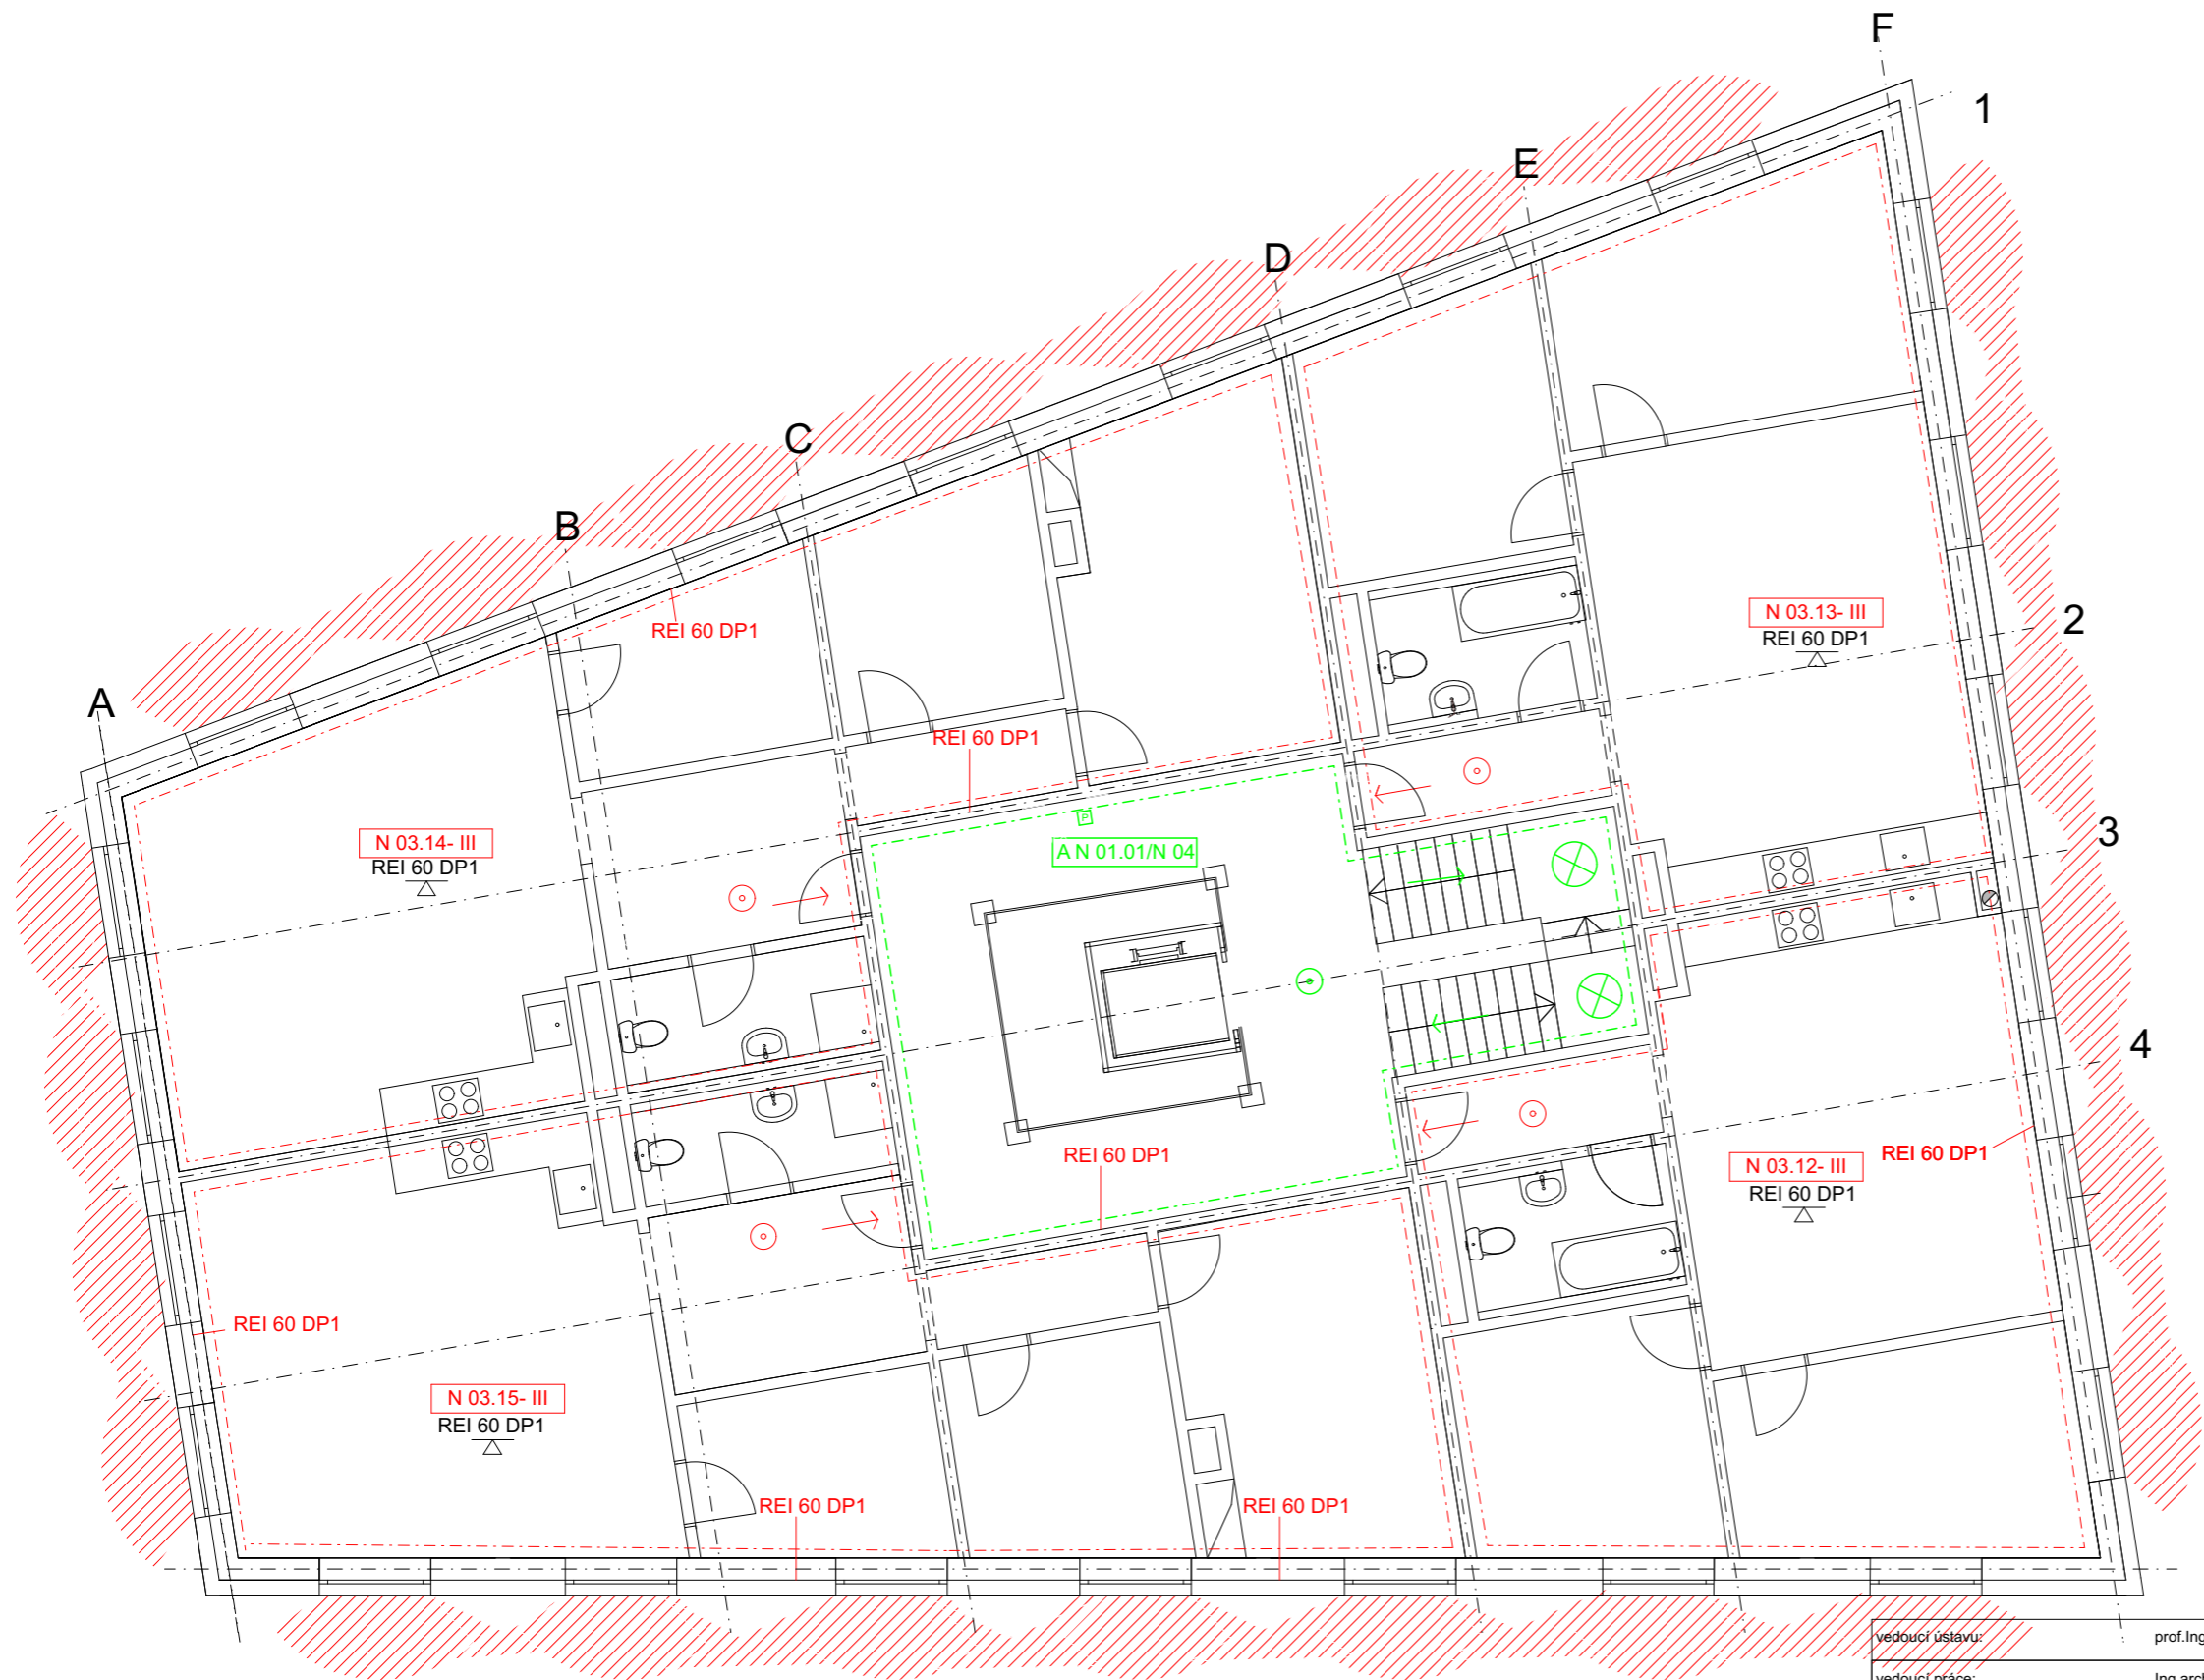 F
1
E
D
C
B
A
2
3
4
N 03.13- III
REI 60 DP1
REI 60 DP1
REI 60 DP1
N 03.14- III
REI 60 DP1
P
A N 01.01/N 04
REI 60 DP1
REI 60 DP1
N 03.12- III
REI 60 DP1
REI 60 DP1
N 03.15- III
REI 60 DP1
REI 60 DP1
REI 60 DP1
vedoucí ústavu: prof.Ing
vedoucí práce: Ing.arch